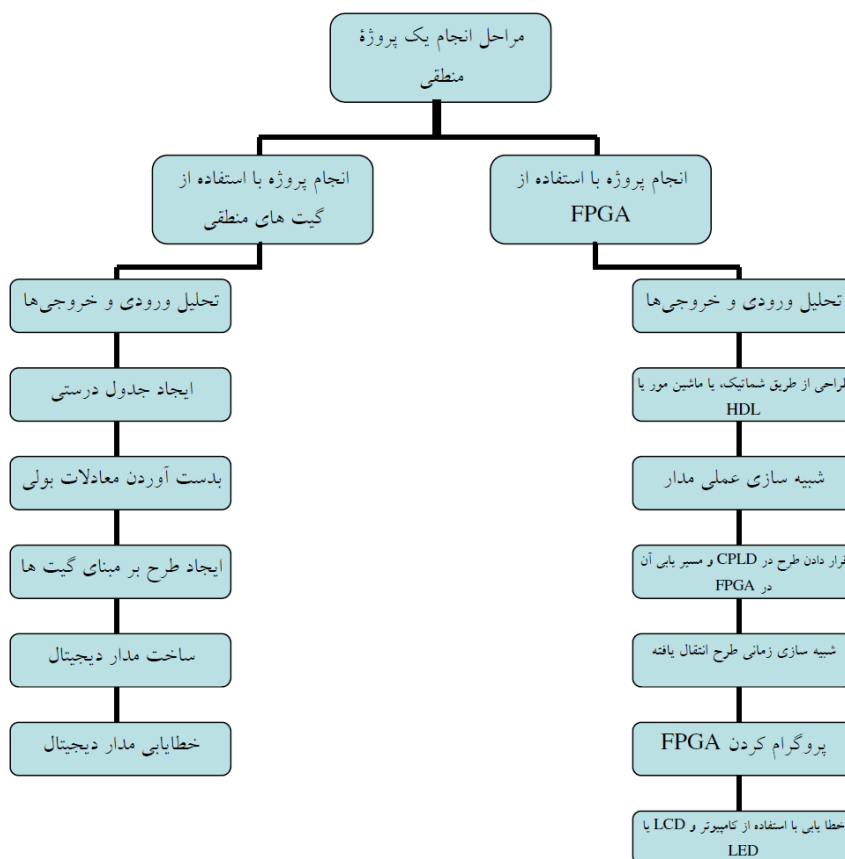 مراحل انجام یک پروژۀ
منطقی
انجام پروژه با استفاده از
FPGA
انجام پروژه با استفاده از
گیت های منطقی
تحلیل ورودی و خروجی‌ها
طراحی از طریق شماتیک، یا ماشین مور یا
HDL
شبیه سازی عملی مدار
قرار دادن طرح در CPLD و مسیر یابی آن
در FPGA
شبیه سازی زمانی طرح انتقال یافته
پروگرام کردن FPGA
خطا یابی با استفاده از کامپیوتر و LCD یا
LED
تحلیل ورودی و خروجی‌ها
ایجاد جدول درستی
بدست آوردن معادلات بولی
ایجاد طرح بر مبنای گیت ها
ساخت مدار دیجیتال
خطایابی مدار دیجیتال